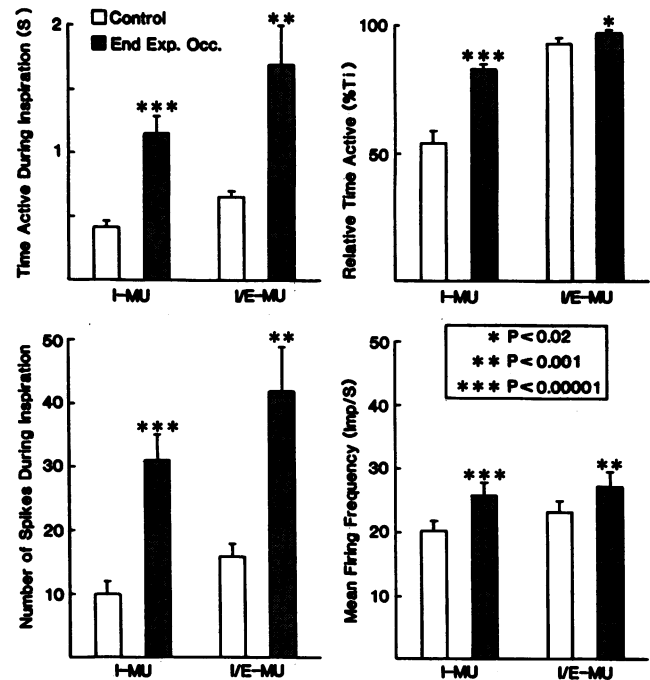 Control
End Exp. Occ.
Time Active During Inspiration (S)
2
1
**
***
I-MU
I/E-MU
Relative Time Active (%Ti)
100
50
***
*
I-MU
I/E-MU
Number of Spikes During Inspiration
50
40
30
20
10
***
**
I-MU
I/E-MU
* P<0.02
** P<0.001
*** P<0.00001
Mean Firing Frequency (Imp/S)
50
40
30
20
10
***
**
I-MU
I/E-MU